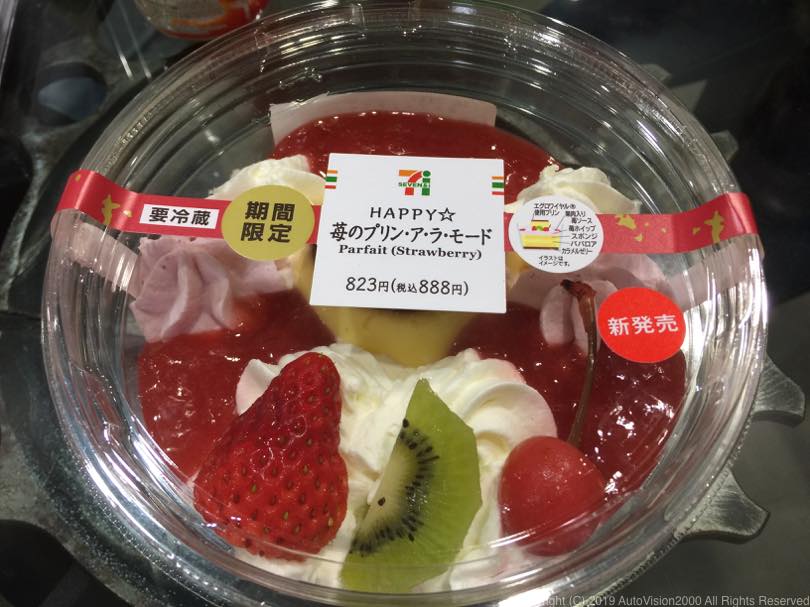 要冷蔵
期間
限定
SEVEN&i
HAPPY☆
苺のプリン・ア・ラ・モード
Parfait (Strawberry)
823円(税込888円)
エグロワイヤル®
使用プリン
果肉入り
苺ソース
苺ホイップ
スポンジ
ババロア
カラメルゼリー
イラストは
イメージです。
新発売
Copyright (C) 2019 AutoVision2000 All Rights Reserved